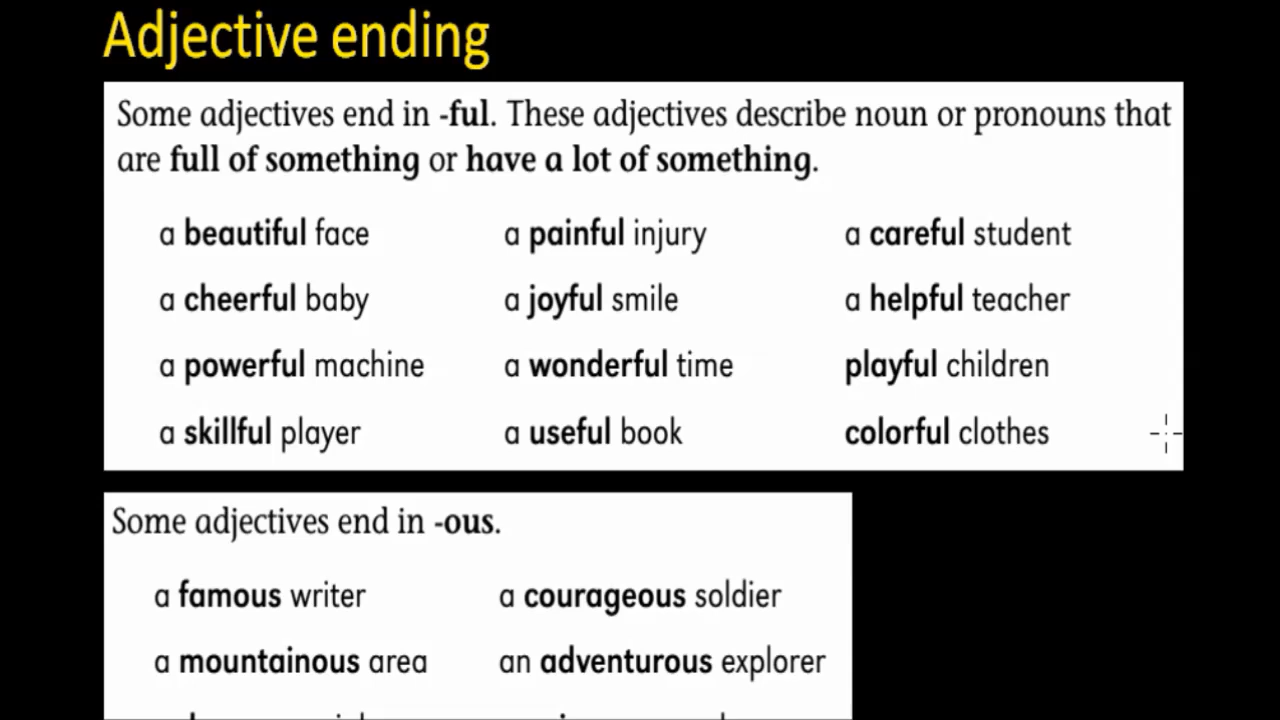 Adjective ending
Some adjectives end in -ful. These adjectives describe noun or pronouns that
are full of something or have a lot of something.
a beautiful face a painful injury a careful student
a cheerful baby a joyful smile a helpful teacher
a powerful machine a wonderful time playful children
a skillful player a useful book colorful clothes
Some adjectives end in -ous.
a famous writer a courageous soldier
a mountainous area an adventurous explorer